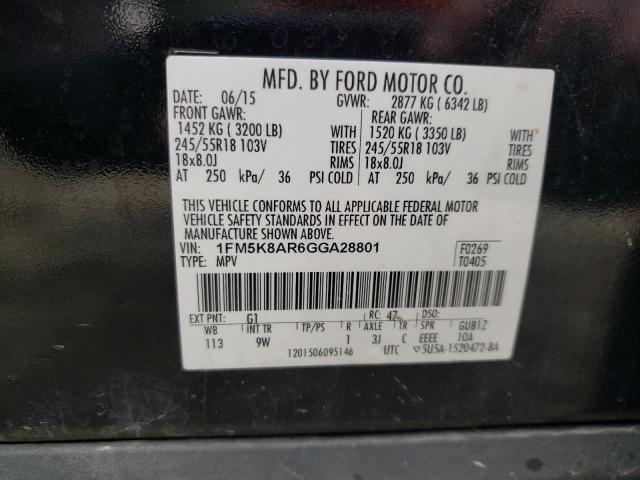 MFD. BY FORD MOTOR CO.
DATE: 06/15 GVWR: 2877 KG ( 6342 LB)
FRONT GAWR: REAR GAWR:
1452 KG ( 3200 LB) WITH 1520 KG ( 3350 LB) WITH
245/55R18 103V TIRES 245/55R18 103V TIRES
18x8.0J RIMS 18x8.0J RIMS
AT 250 kPa/ 36 PSI COLD AT 250 kPa/ 36 PSI COLD
THIS VEHICLE CONFORMS TO ALL APPLICABLE FEDERAL MOTOR
VEHICLE SAFETY STANDARDS IN EFFECT ON THE DATE OF
MANUFACTURE SHOWN ABOVE.
VIN: 1FM5K8AR6GGA28801 F0269
TYPE: MPV T0405
EXT PNT: G1 RC: 47 DSO:
WB INT TR TP/PS R AXLE TR SPR GUB1Z
113 9W 1 3J C EEEE 10A
1201506095146 UTC ▽5U5A-1520472-BA